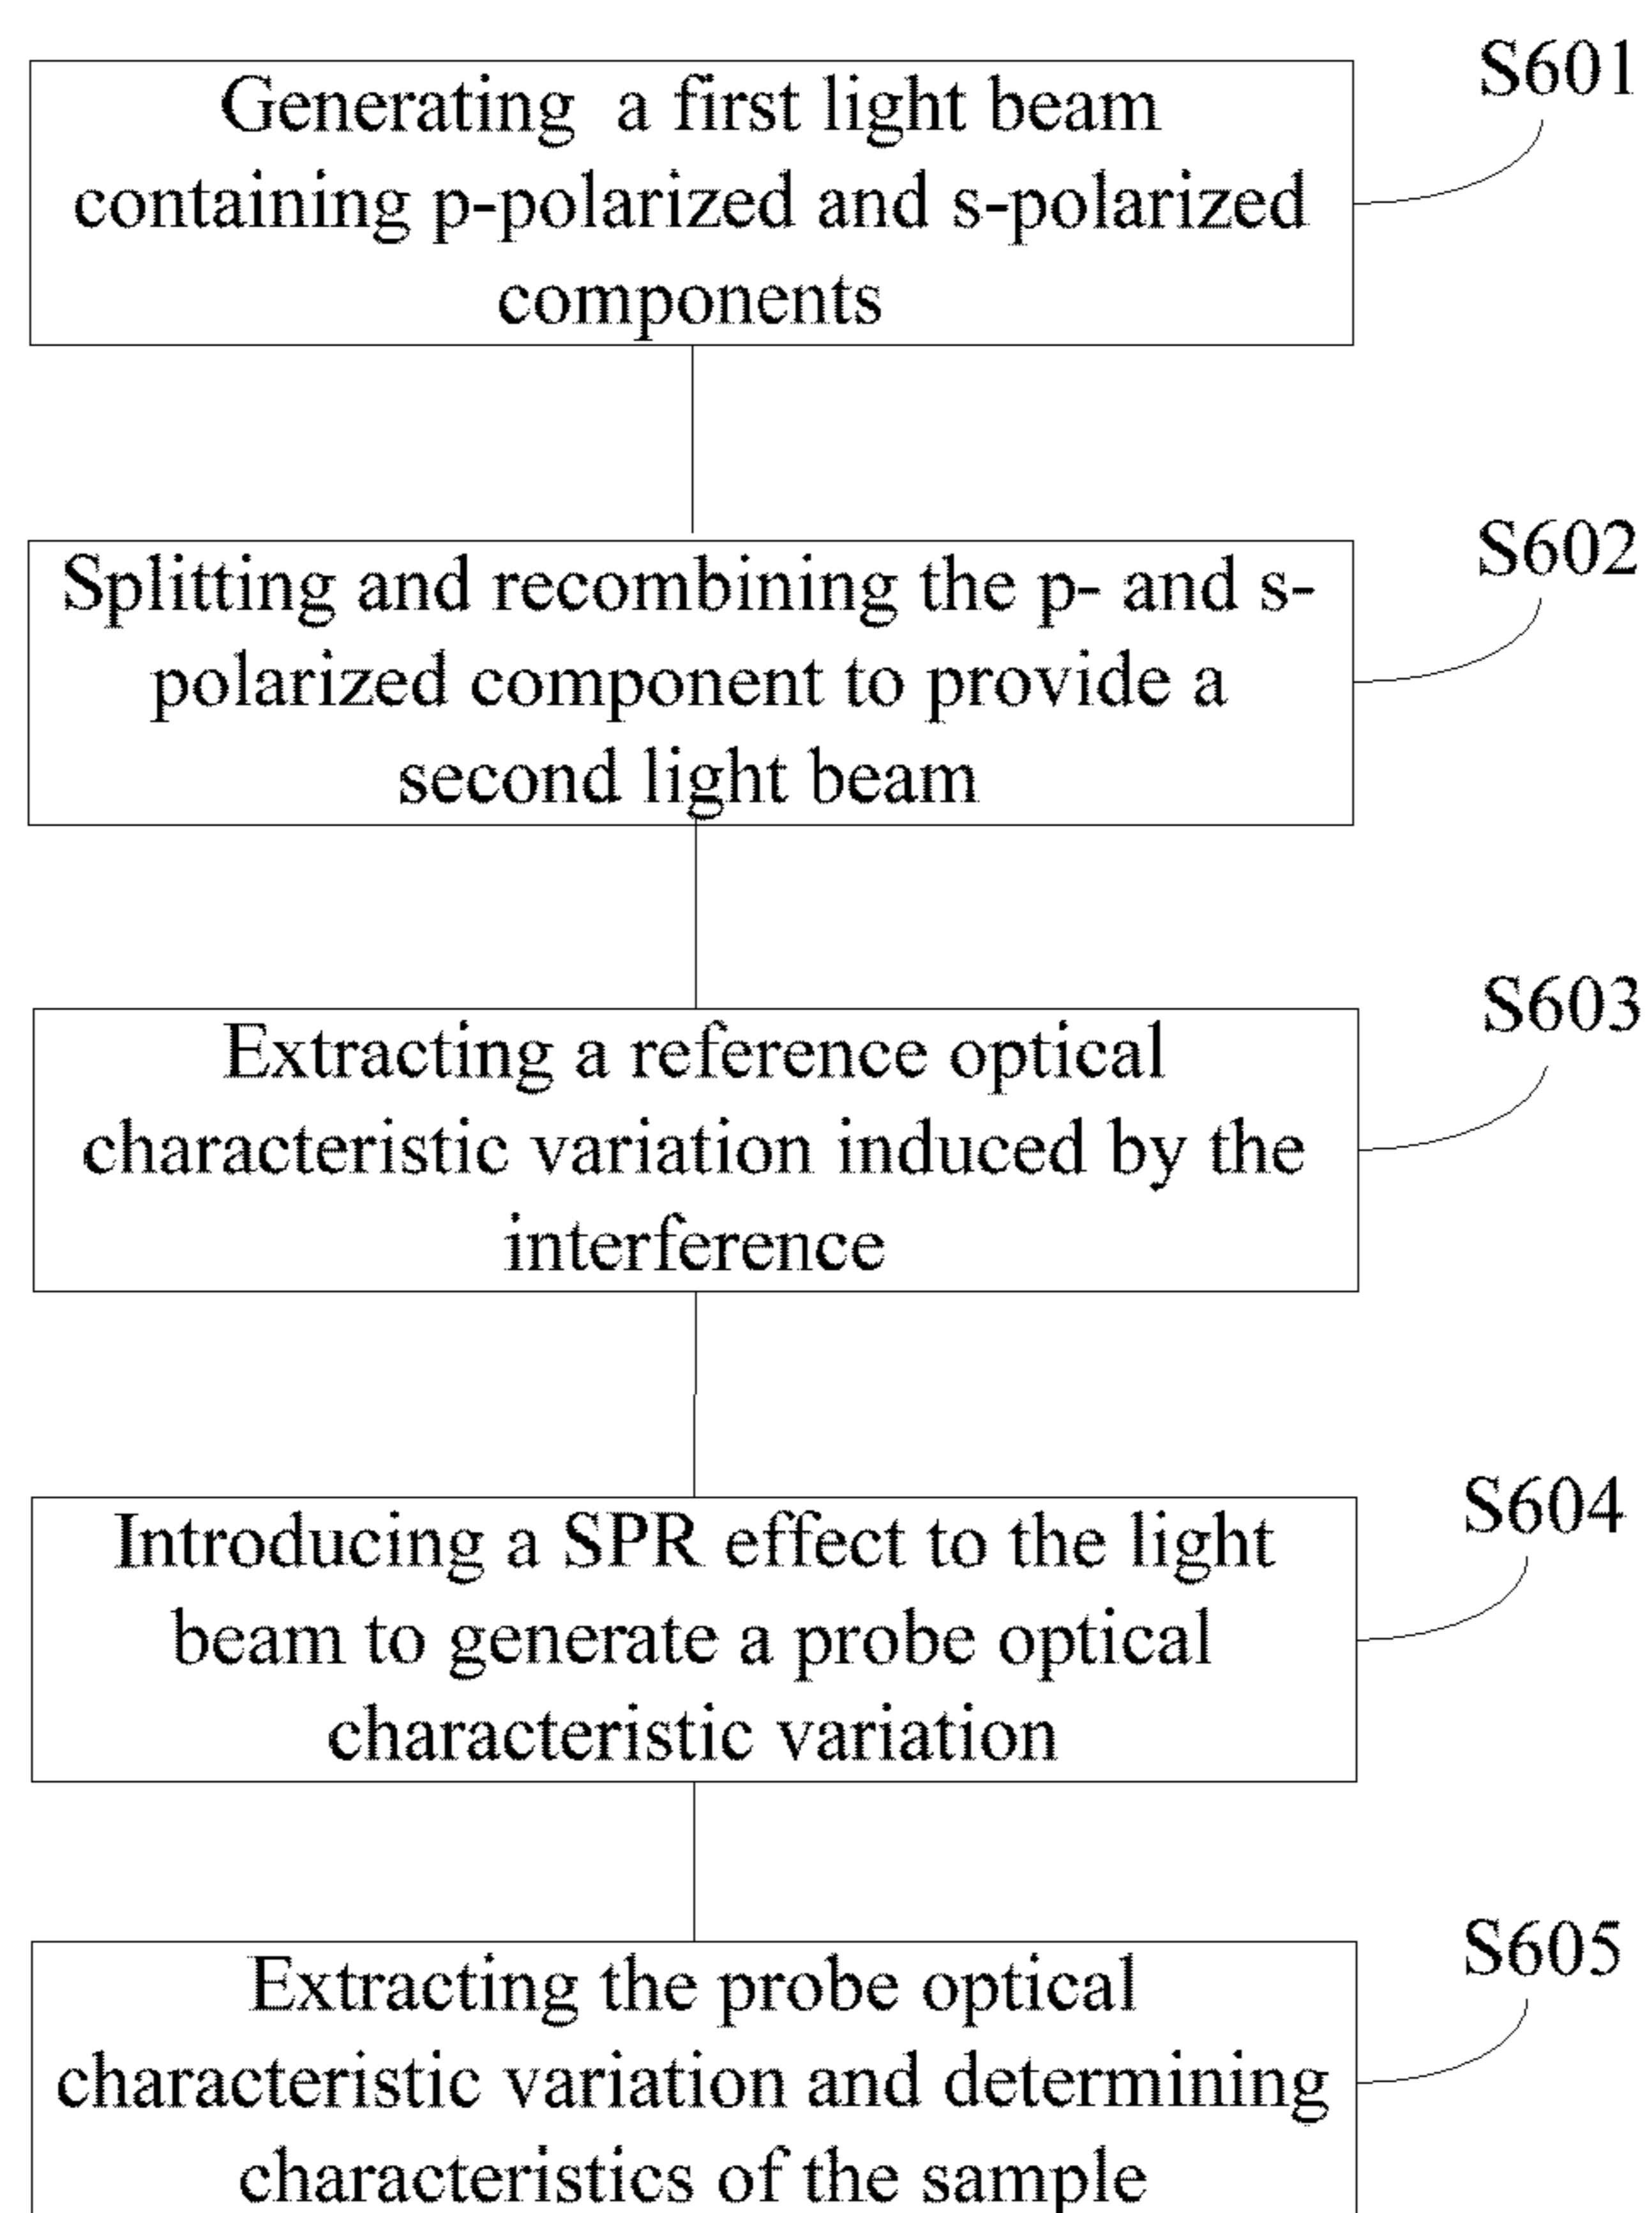 S601
Generating a first light beam
containing p-polarized and s-polarized
components
S602
Splitting and recombining the p- and s-
polarized component to provide a
second light beam
S603
Extracting a reference optical
characteristic variation induced by the
interference
S604
Introducing a SPR effect to the light
beam to generate a probe optical
characteristic variation
S605
Extracting the probe optical
characteristic variation and determining
characteristics of the sample